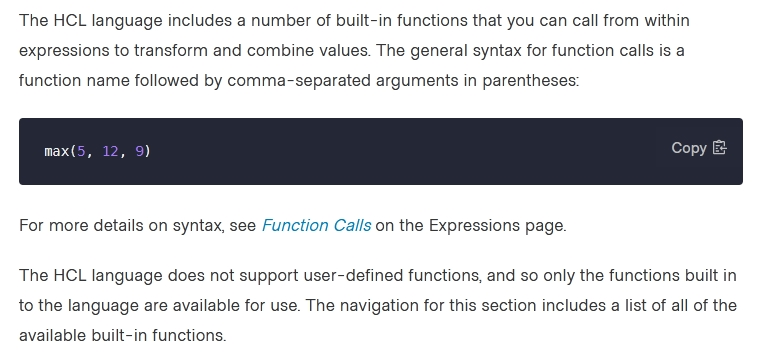 The HCL language includes a number of built-in functions that you can call from within
expressions to transform and combine values. The general syntax for function calls is a
function name followed by comma-separated arguments in parentheses:
max(5, 12, 9)
Copy
For more details on syntax, see Function Calls on the Expressions page.
The HCL language does not support user-defined functions, and so only the functions built in
to the language are available for use. The navigation for this section includes a list of all of the
available built-in functions.